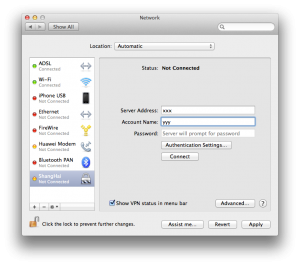 Network
Show All
Location: Automatic
ADSL
Connected
Wi-Fi
Connected
iPhone USB
Not Connected
Ethernet
Not Connected
FireWire
Not Connected
Huawei Modem
Not Connected
Bluetooth PAN
Not Connected
ShangHai
Not Connected
Status: Not Connected
Server Address: xxx
Account Name: yyy
Password: Server will prompt for password
Authentication Settings...
Connect
Show VPN status in menu bar
Advanced...
?
Click the lock to prevent further changes.
Assist me...
Revert
Apply